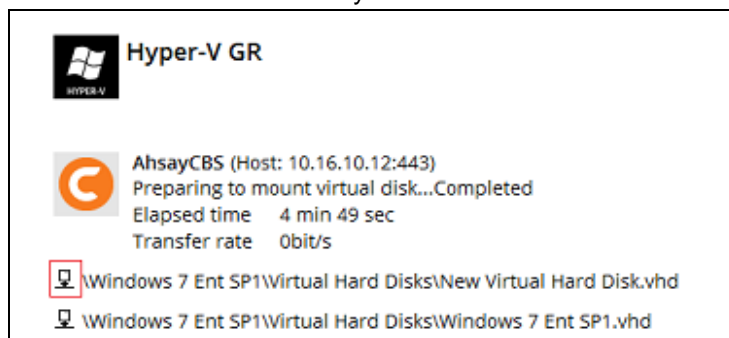 Hyper-V GR
HYPER-V
AhsayCBS (Host: 10.16.10.12:443)
Preparing to mount virtual disk...Completed
Elapsed time 4 min 49 sec
Transfer rate 0bit/s
\Windows 7 Ent SP1\Virtual Hard Disks\New Virtual Hard Disk.vhd
\Windows 7 Ent SP1\Virtual Hard Disks\Windows 7 Ent SP1.vhd